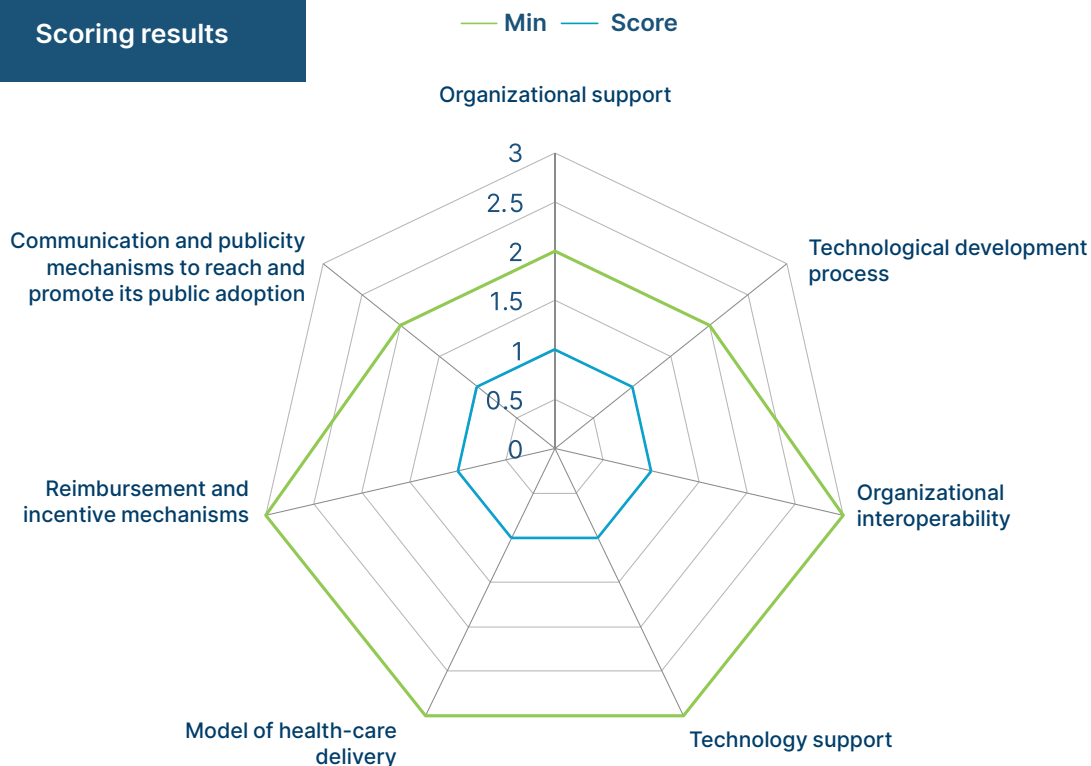 Scoring results
Min
Score
Organizational support
3
2.5
2
1.5
1
0.5
0
Communication and publicity
mechanisms to reach and
promote its public adoption
Technological development
process
Reimbursement and
incentive mechanisms
Organizational
interoperability
Model of health-care
delivery
Technology support